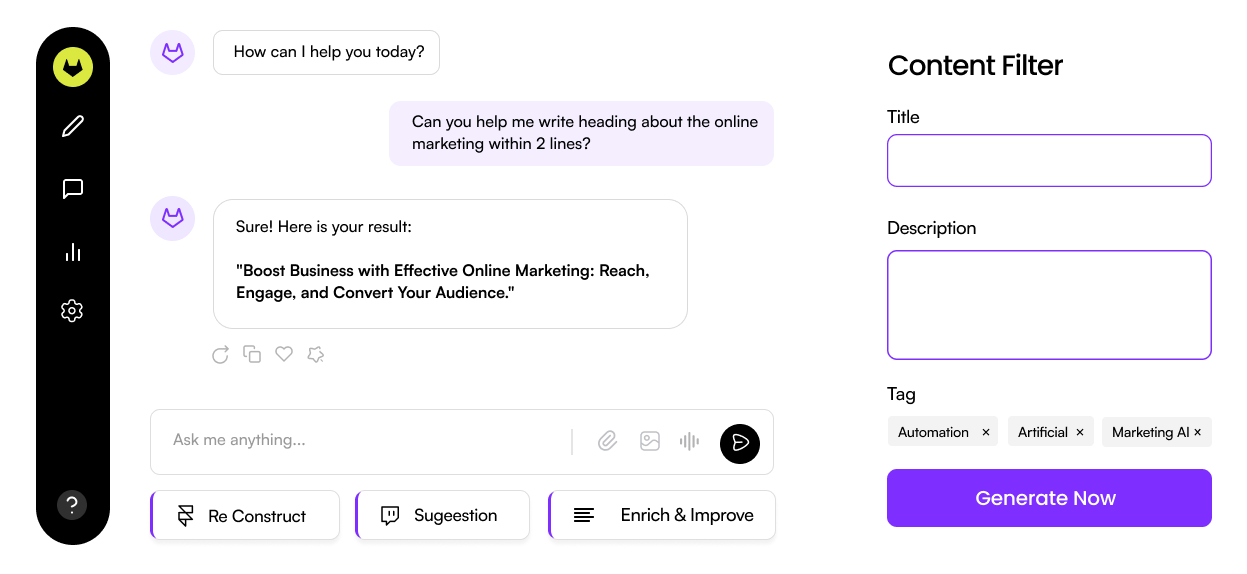 How can I help you today?
Can you help me write heading about the online
marketing within 2 lines?
Sure! Here is your result:
"Boost Business with Effective Online Marketing: Reach,
Engage, and Convert Your Audience."
Ask me anything...
Re Construct
Sugeestion
Enrich & Improve
?
Content Filter
Title
Description
Tag
Automation ×
Artificial ×
Marketing AI ×
Generate Now